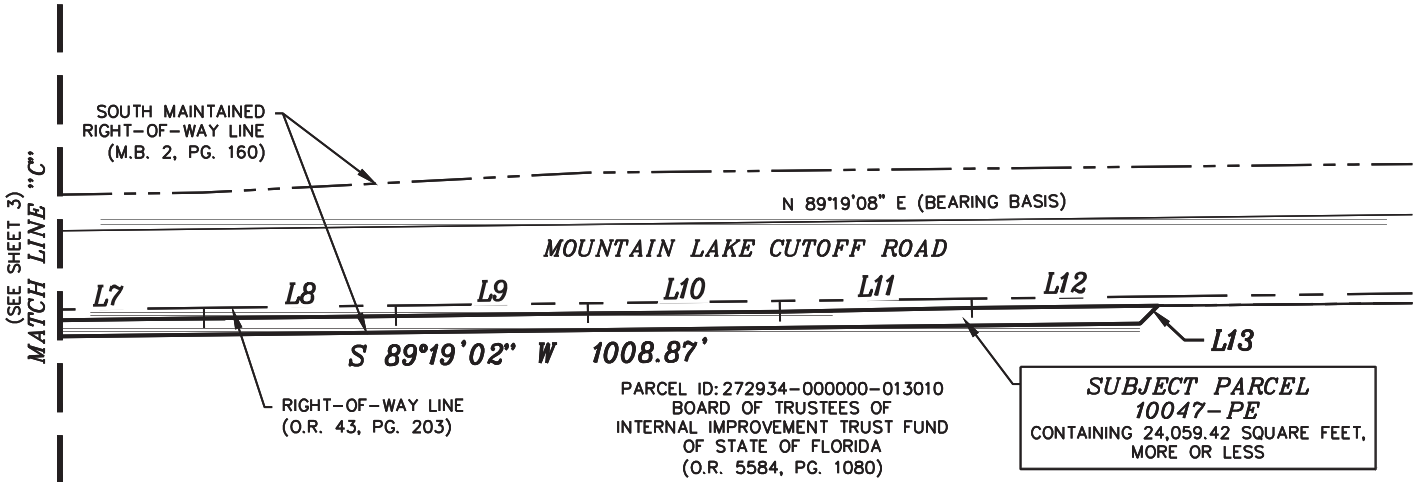 SOUTH MAINTAINED
RIGHT-OF-WAY LINE
(M.B. 2, PG. 160)
(SEE SHEET 3)
MATCH LINE "C"
N 89°19'08" E (BEARING BASIS)
MOUNTAIN LAKE CUTOFF ROAD
L7
L8
L9
L10
L11
L12
L13
S 89°19'02" W 1008.87'
RIGHT-OF-WAY LINE
(O.R. 43, PG. 203)
PARCEL ID: 272934-000000-013010
BOARD OF TRUSTEES OF
INTERNAL IMPROVEMENT TRUST FUND
OF STATE OF FLORIDA
(O.R. 5584, PG. 1080)
SUBJECT PARCEL
10047-PE
CONTAINING 24,059.42 SQUARE FEET,
MORE OR LESS